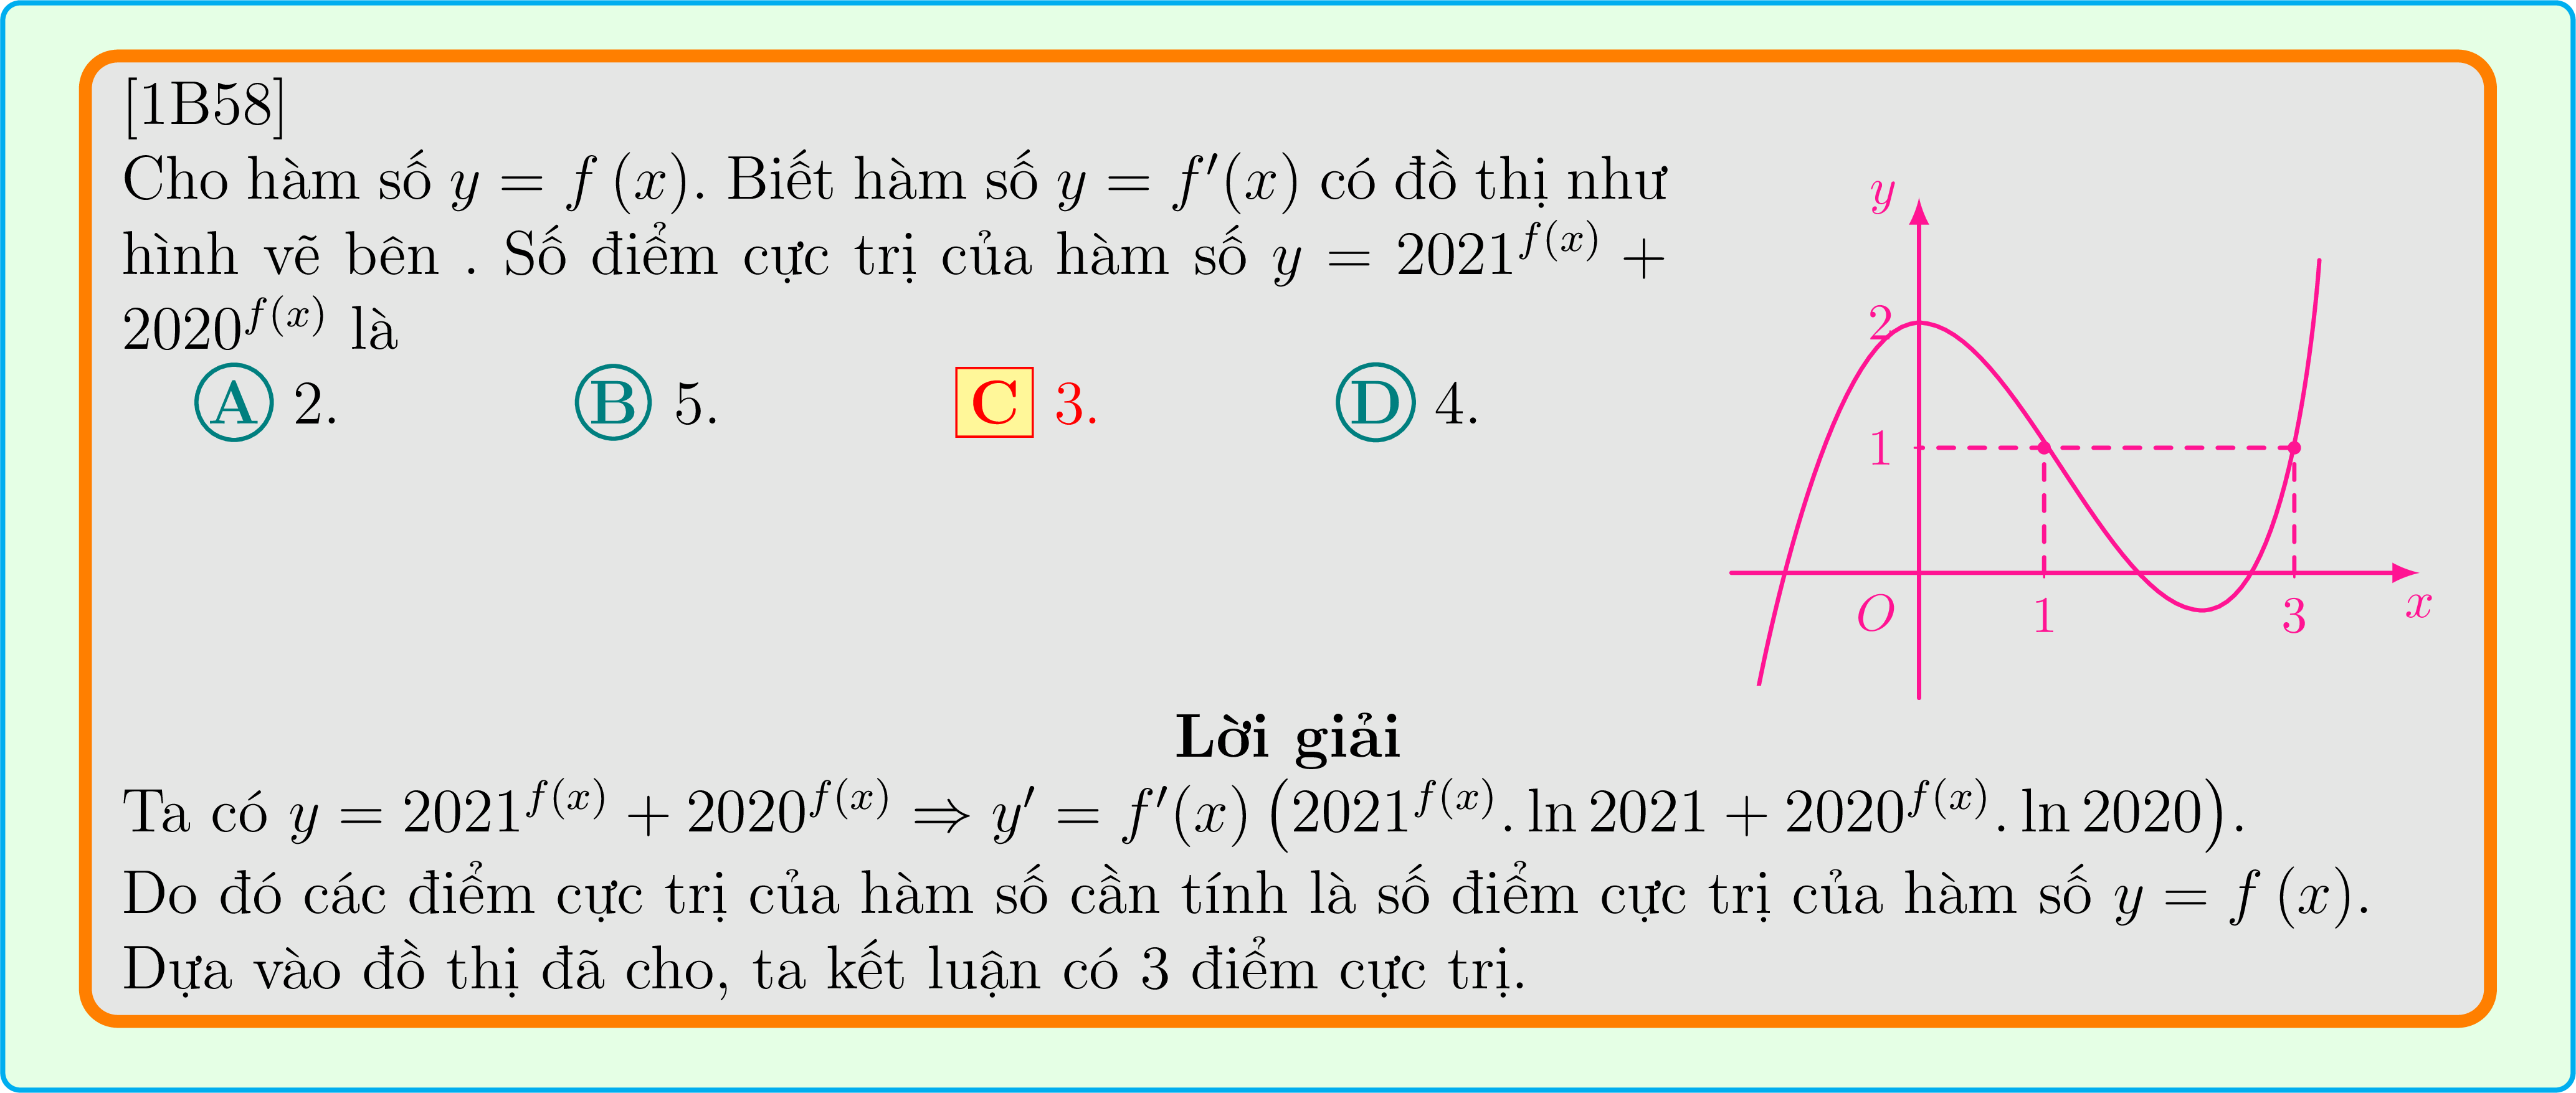 [1B58]
Cho hàm số y = f (x). Biết hàm số y = f′(x) có đồ thị như
hình vẽ bên . Số điểm cực trị của hàm số y = 2021^{f(x)} +
2020^{f(x)} là
A 2. B 5. C 3. D 4.
y
2
1
O 1 3 x
Lời giải
Ta có y = 2021^{f(x)} + 2020^{f(x)} ⇒ y′ = f′(x) (2021^{f(x)}. ln 2021 + 2020^{f(x)}. ln 2020).
Do đó các điểm cực trị của hàm số cần tính là số điểm cực trị của hàm số y = f (x).
Dựa vào đồ thị đã cho, ta kết luận có 3 điểm cực trị.